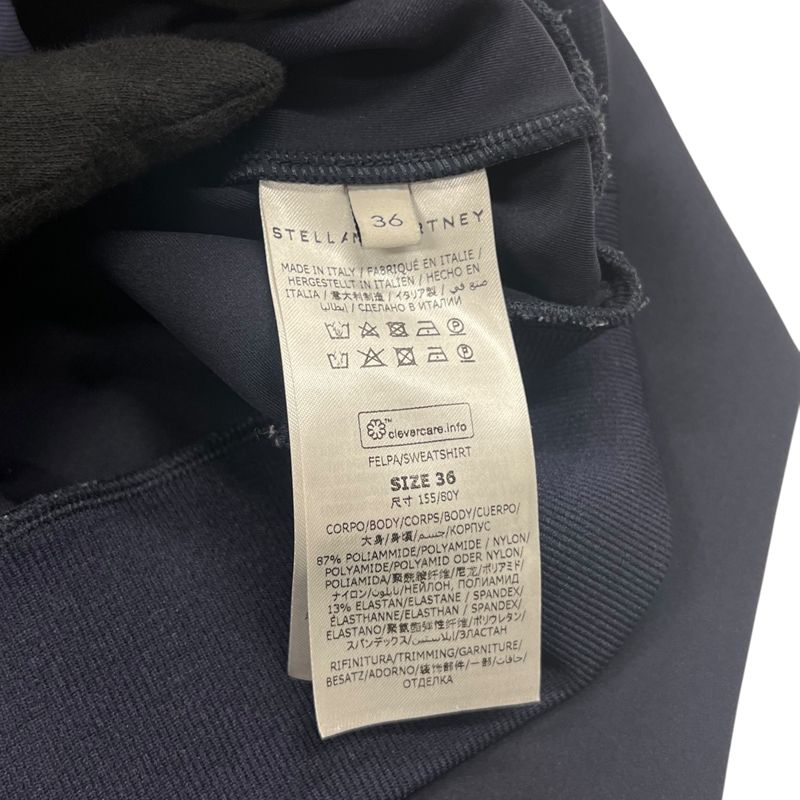 36
STELLA McCARTNEY
MADE IN ITALY / FABRIQUÉ EN ITALIE /
HERGESTELLT IN ITALIEN / HECHO EN
ITALIA / 意大利制造 / イタリア製 / صنع في
إيطاليا / СДЕЛАНО В ИТАЛИИ
clevercare.info
FELPA/SWEATSHIRT
SIZE 36
尺寸 155/80Y
CORPO/BODY/CORPS/BODY/CUERPO/
大身/身頃/جسم/КОРПУС
87% POLIAMMIDE/POLYAMIDE / NYLON/
POLYAMIDE/POLYAMID ODER NYLON/
POLIAMIDA/聚酰胺纤维/尼龙/ポリアミド
ナイロン/نايلون/НЕЙЛОН, ПОЛИАМИД
13% ELASTAN/ELASTANE / SPANDEX/
ÉLASTHANNE/ELASTHAN / SPANDEX/
ELASTANO/聚氨酯弹性纤维/ポリウレタン/
スパンデックス/إيلاستين/ЭЛАСТАН
RIFINITURA/TRIMMING/GARNITURE/
BESATZ/ADORNO/装饰部件/一部/حافات/
ОТДЕЛКА